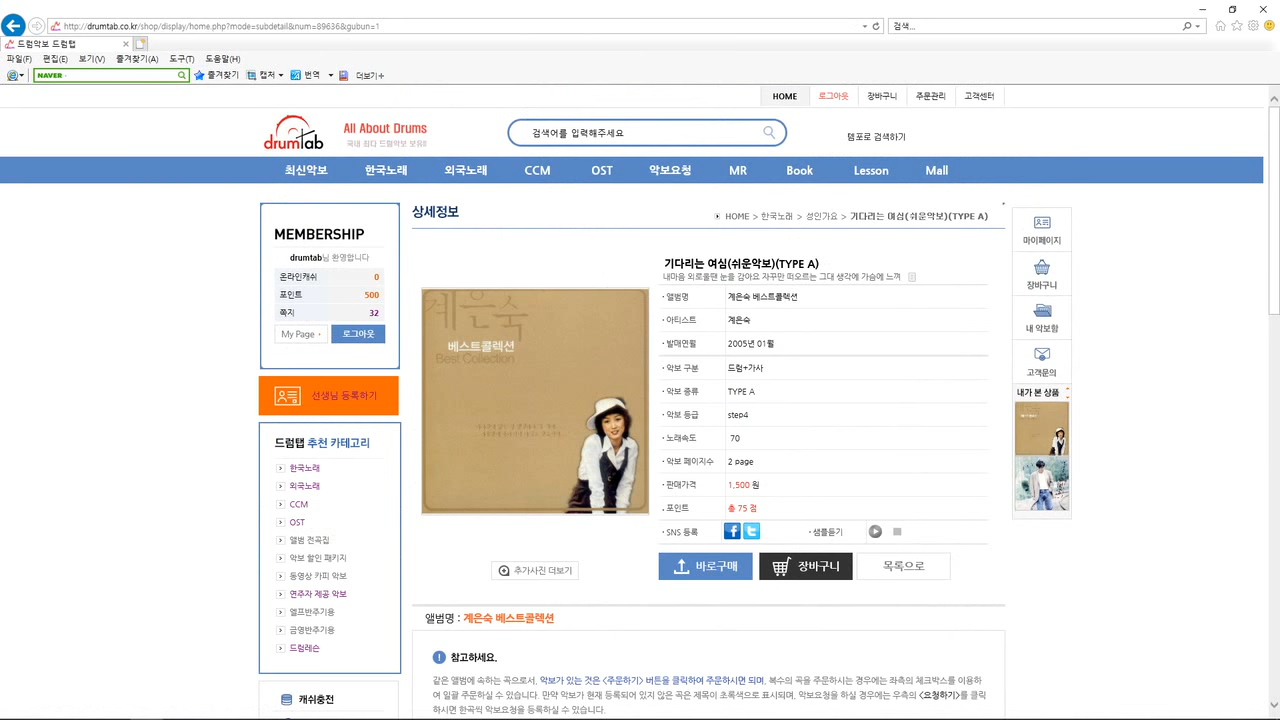 http://drumtab.co.kr/shop/display/home.php?mode=subdetail&num=89636&gubun=1
검색...
드럼악보 드럼탭
파일(F) 편집(E) 보기(V) 즐겨찾기(A) 도구(T) 도움말(H)
NAVER 즐겨찾기 캡처 번역 더보기+
HOME 로그아웃 장바구니 주문관리 고객센터
drumtab All About Drums
국내 최다 드럼악보 보유!!
검색어를 입력해주세요
템포로 검색하기
최신악보 한국노래 외국노래 CCM OST 악보요청 MR Book Lesson Mall
MEMBERSHIP
drumtab님 환영합니다
온라인캐쉬 0
포인트 500
쪽지 32
My Page
로그아웃
선생님 등록하기
드럼탭 추천 카테고리
한국노래
외국노래
CCM
OST
앨범 전곡집
악보 할인 패키지
동영상 카피 악보
연주자 제공 악보
엘프반주기용
금영반주기용
드럼레슨
캐쉬충전
상세정보
HOME > 한국노래 > 성인가요 > 기다리는 여심(쉬운악보)(TYPE A)
계은숙
베스트콜렉션
Best Collection
추가사진 더보기
기다리는 여심(쉬운악보)(TYPE A)
내마음 외로울땐 눈을 감아요 자꾸만 떠오르는 그대 생각에 가슴에 느껴
앨범명 계은숙 베스트콜렉션
아티스트 계은숙
발매연월 2005년 01월
악보 구분 드럼+가사
악보 종류 TYPE A
악보 등급 step4
노래속도 70
악보 페이지수 2 page
판매가격 1,500 원
포인트 총 75 점
SNS 등록
샘플듣기
바로구매 장바구니 목록으로
앨범명 : 계은숙 베스트콜렉션
참고하세요.
같은 앨범에 속하는 곡으로서, 악보가 있는 것은 <주문하기> 버튼을 클릭하여 주문하시면 되며, 복수의 곡을 주문하시는 경우에는 좌측의 체크박스를 이용하
여 일괄 주문하실 수 있습니다. 만약 악보가 현재 등록되어 있지 않은 곡은 제목이 초록색으로 표시되며, 악보요청을 하실 경우에는 우측의 <요청하기>를 클릭
하시면 한곡씩 악보요청을 등록하실 수 있습니다.
마이페이지
장바구니
내 악보함
고객문의
내가 본 상품